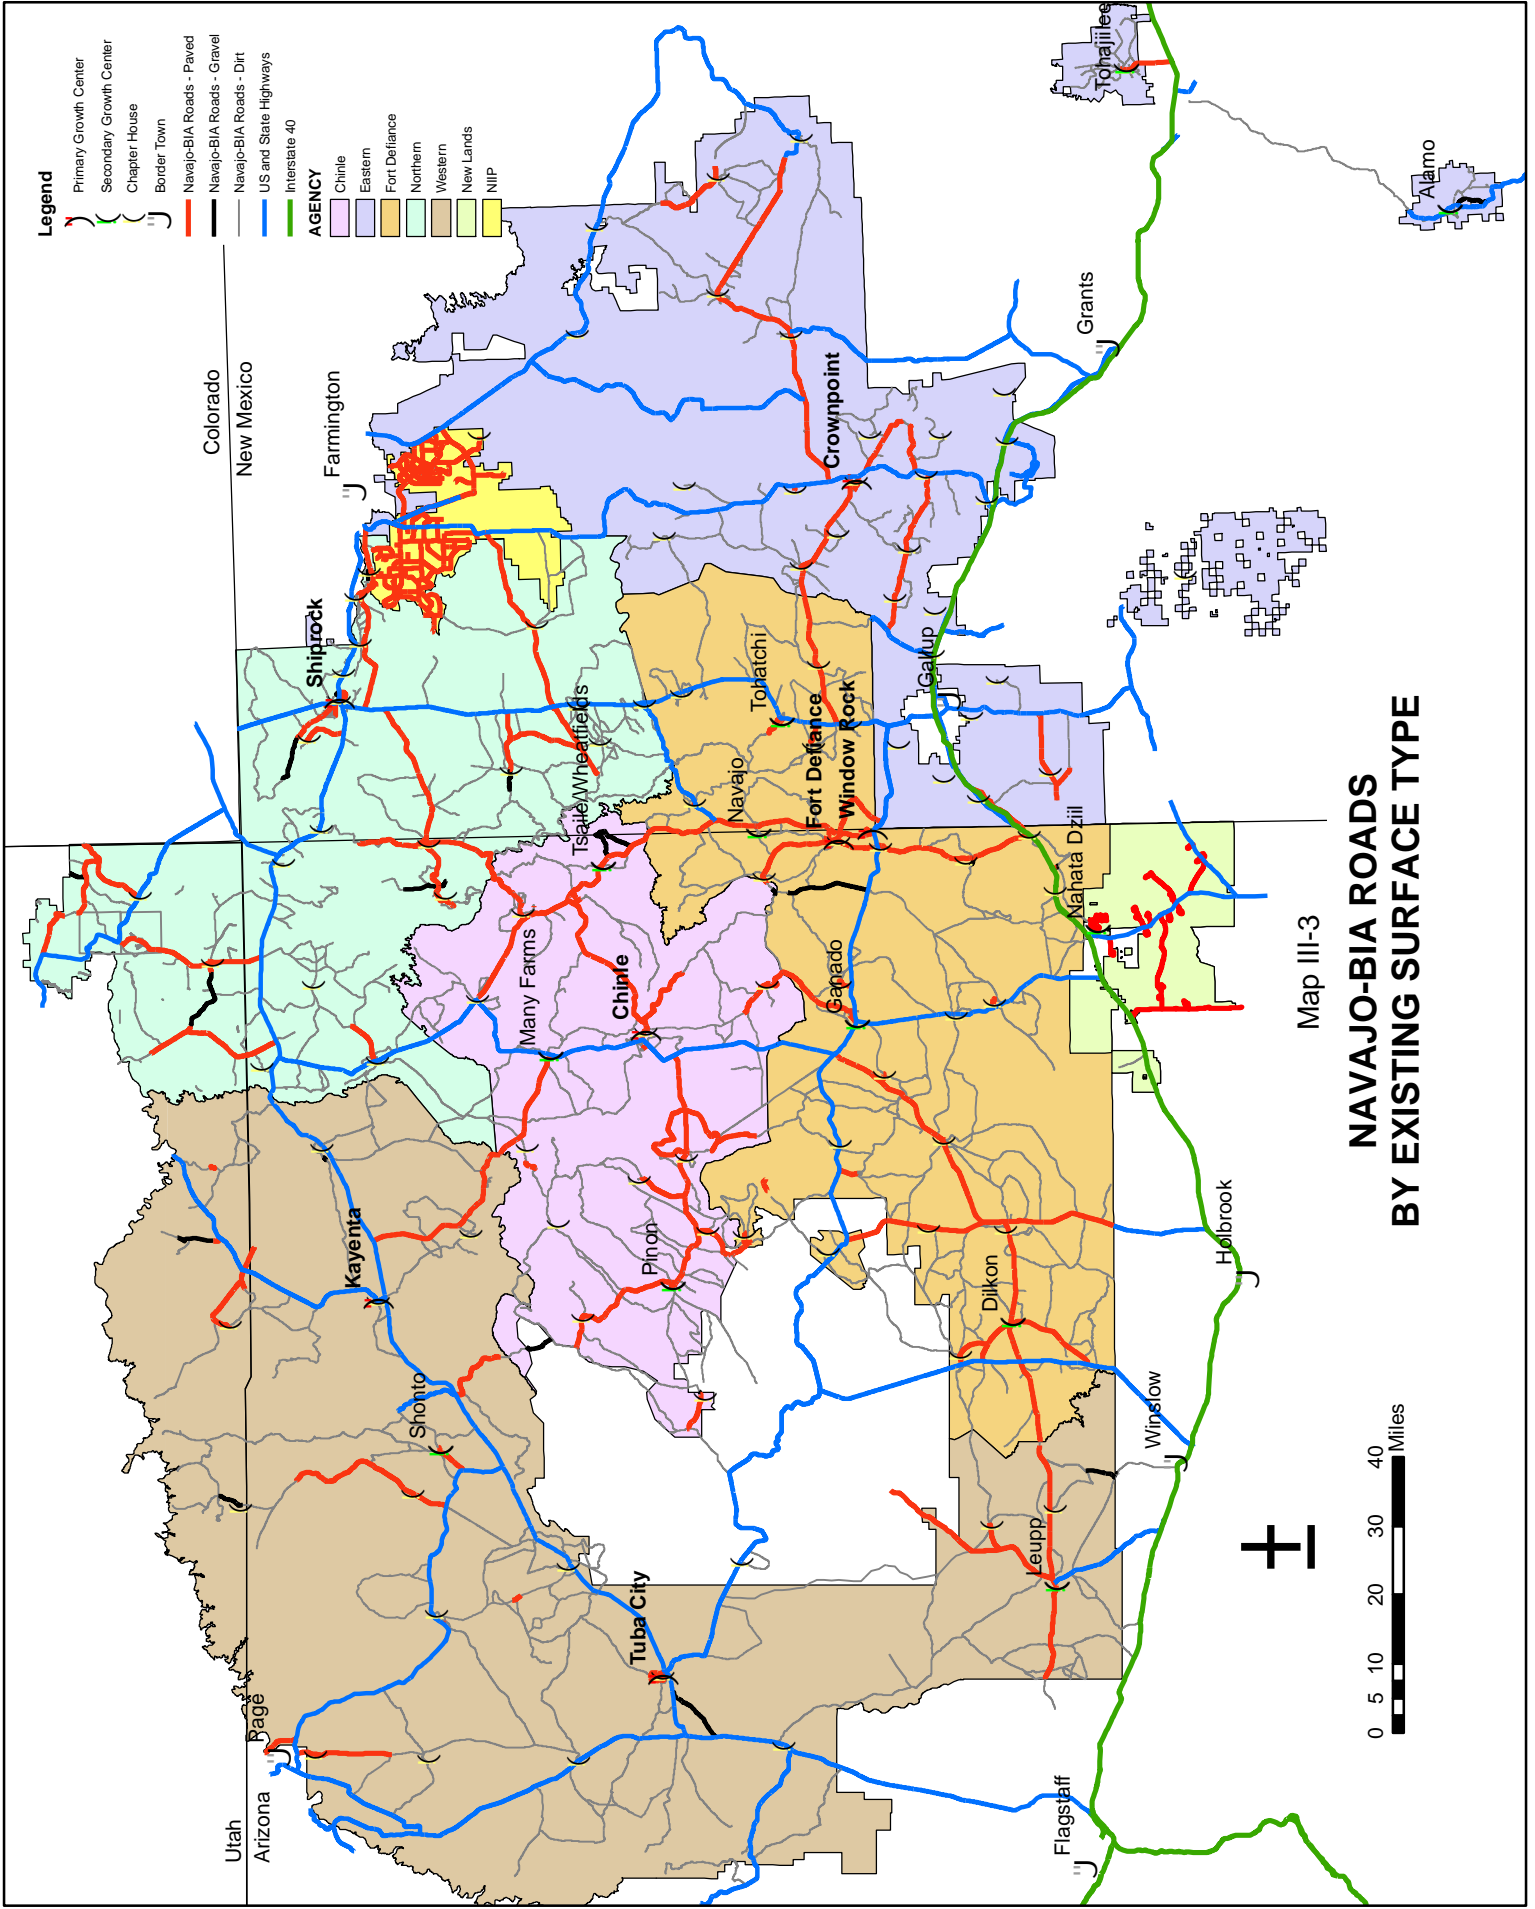 Legend
Primary Growth Center
Secondary Growth Center
Chapter House
Border Town
Navajo-BIA Roads - Paved
Navajo-BIA Roads - Gravel
Navajo-BIA Roads - Dirt
US and State Highways
Interstate 40
AGENCY
Chinle
Eastern
Fort Defiance
Northern
Western
New Lands
NIIP
Utah
Arizona
Colorado
New Mexico
Page
Shonto
Kayenta
Tuba City
Many Farms
Chinle
Pinon
Tsaile/Wheatfields
Shiprock
Farmington
Navajo
Tohatchi
Fort Defiance
Window Rock
Crownpoint
Ganado
Gallup
Nahata Dziil
Dilkon
Leupp
Flagstaff
Winslow
Holbrook
Grants
Tohajiilee
Alamo
0 5 10 20 30 40
Miles
Map III-3
NAVAJO-BIA ROADS
BY EXISTING SURFACE TYPE